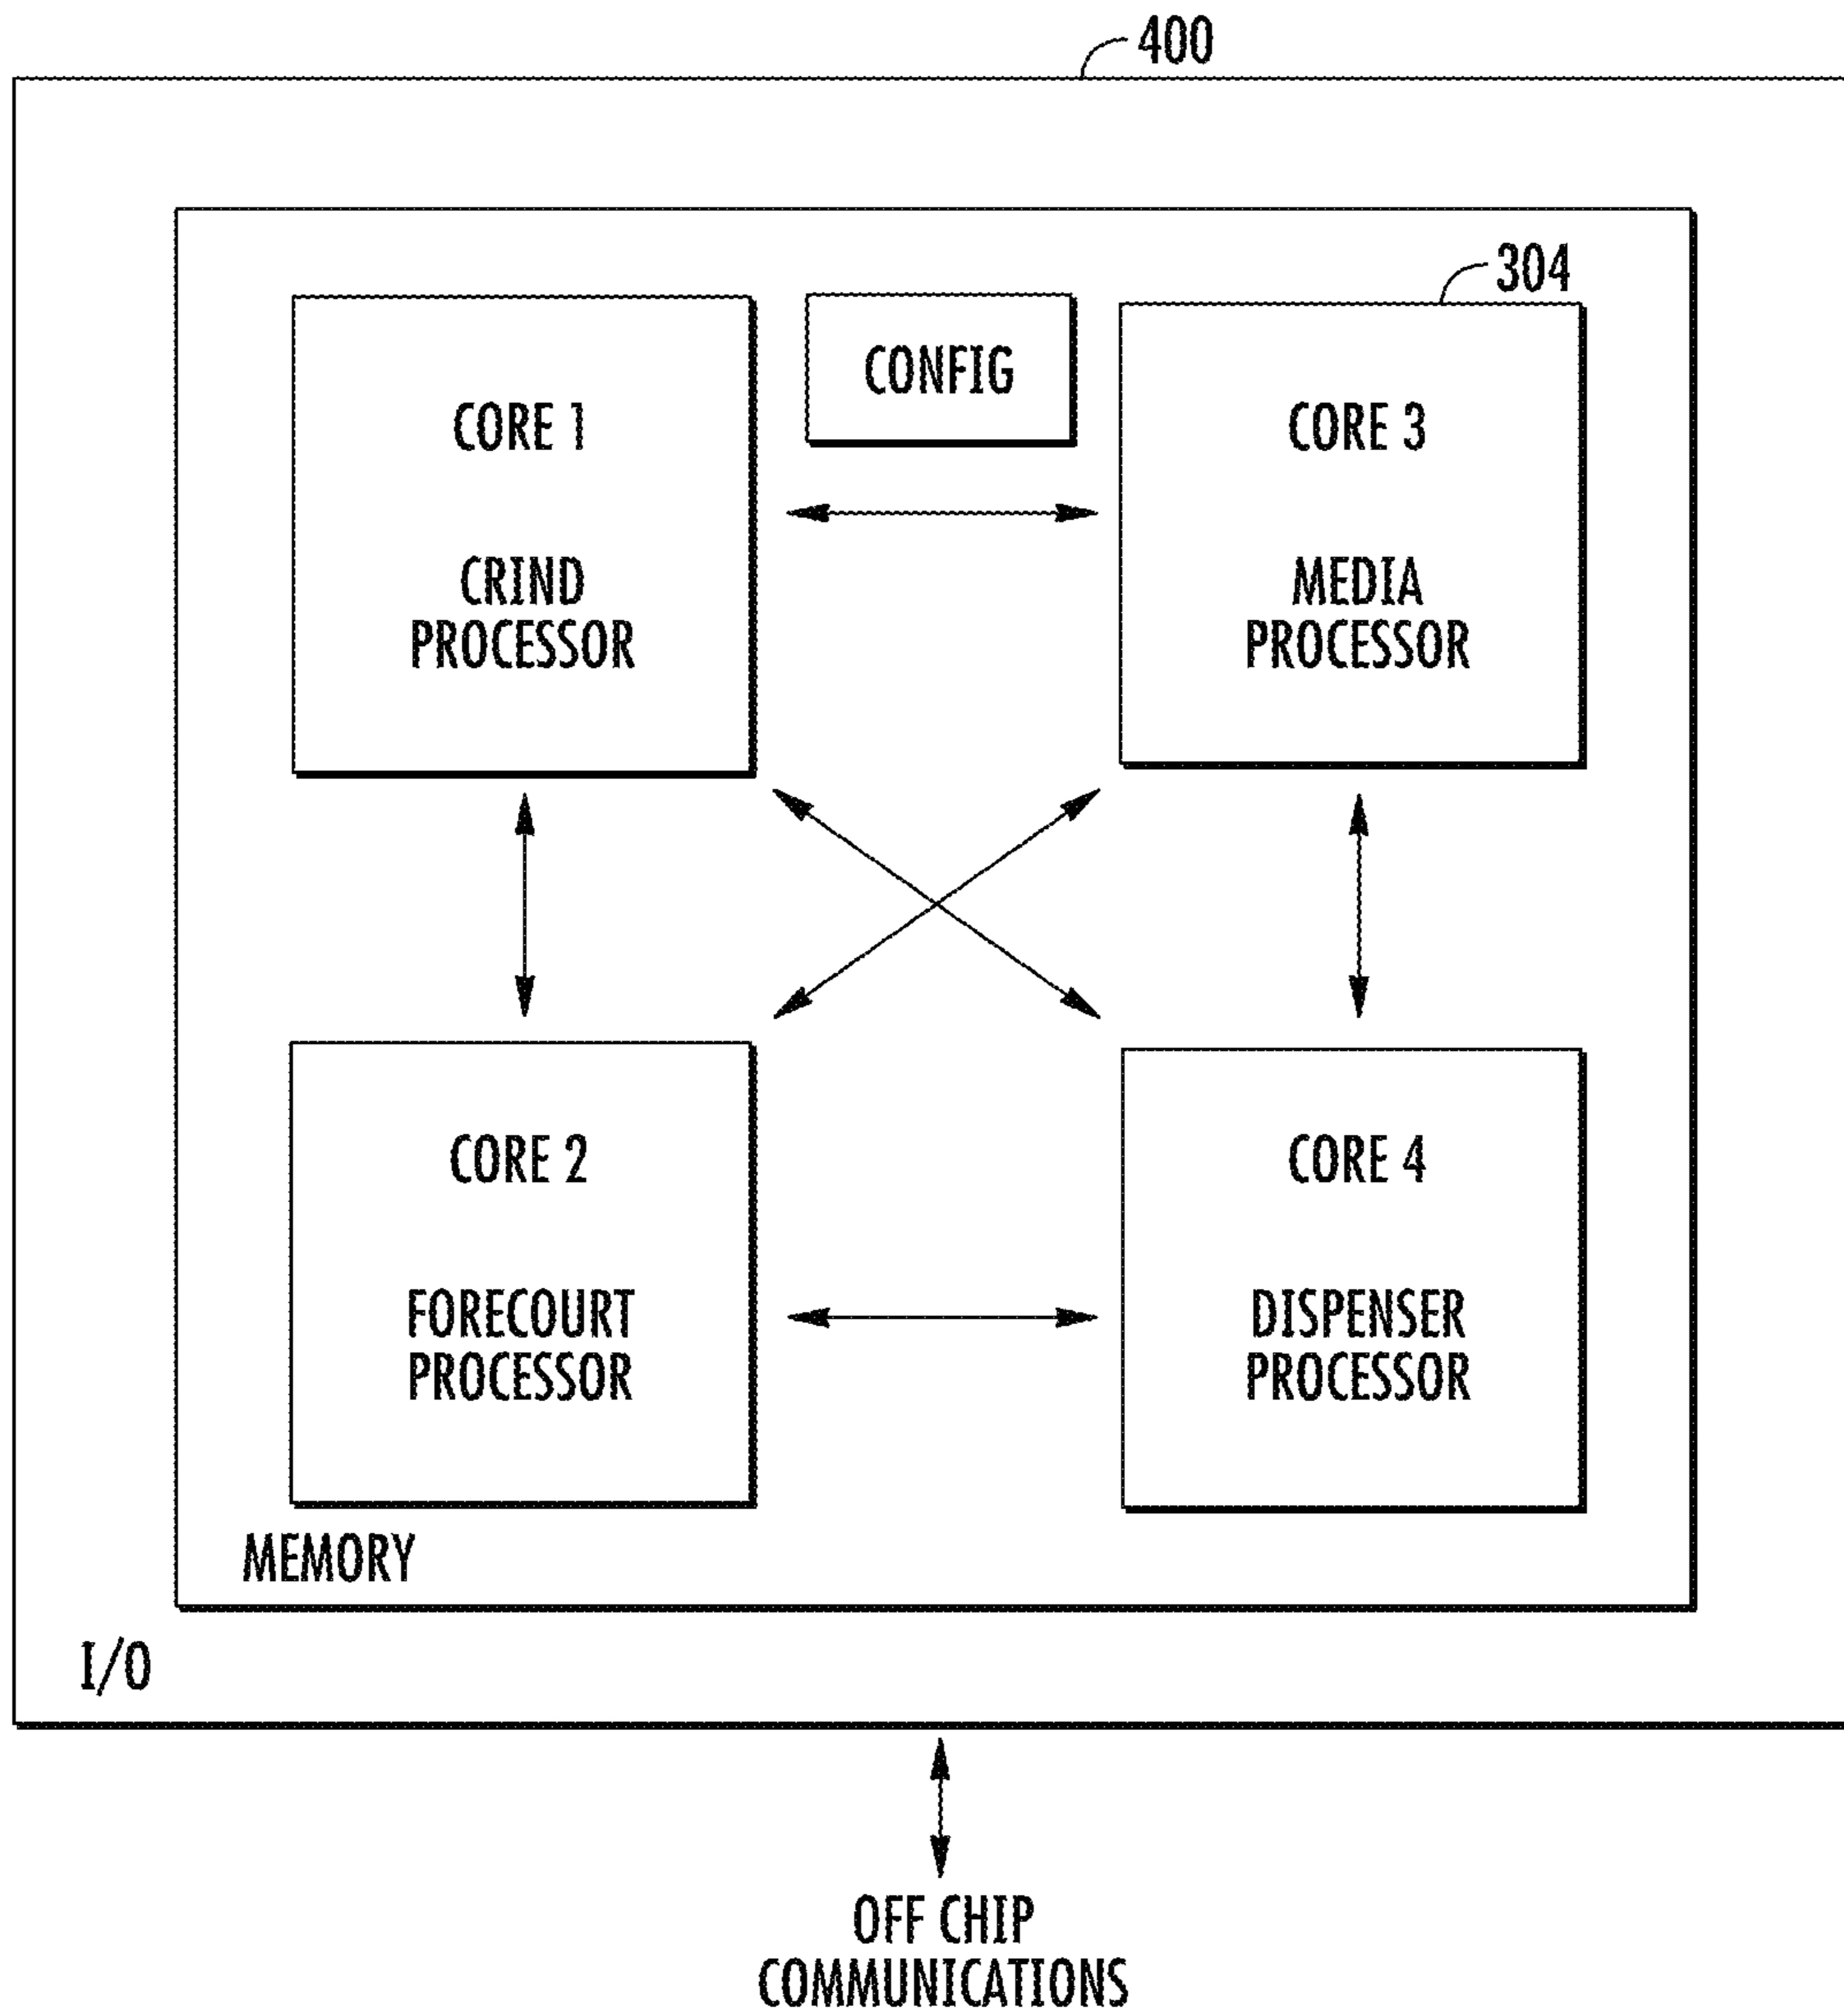 400
304
CONFIG
CORE 1
CRIND
PROCESSOR
CORE 3
MEDIA
PROCESSOR
CORE 2
FORECOURT
PROCESSOR
CORE 4
DISPENSER
PROCESSOR
MEMORY
I/O
OFF CHIP
COMMUNICATIONS